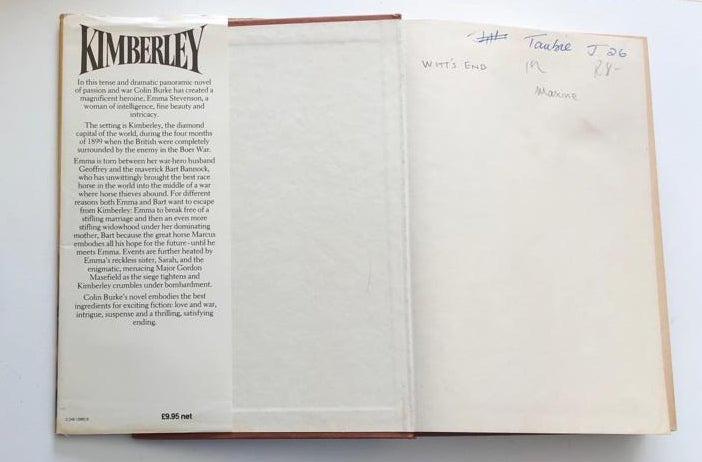 KIMBERLEY
In this tense and dramatic panoramic novel
of passion and war Colin Burke has created a
magnificent heroine, Emma Stevenson, a
woman of intelligence, fine beauty and
intricacy.
The setting is Kimberley, the diamond
capital of the world, during the four months
of 1899 when the British were completely
surrounded by the enemy in the Boer War.
Emma is torn between her war-hero husband
Geoffrey and the maverick Bart Bannock,
who has unwittingly brought the best race
horse in the world into the middle of a war
where horse thieves abound. For different
reasons both Emma and Bart want to escape
from Kimberley: Emma to break free of a
stifling marriage and then an even more
stifling widowhood under her dominating
mother, Bart because the great horse Marcus
embodies all his hope for the future - until he
meets Emma. Events are further heated by
Emma's reckless sister, Sarah, and the
enigmatic, menacing Major Gordon
Masefield as the siege tightens and
Kimberley crumbles under bombardment.
Colin Burke's novel embodies the best
ingredients for exciting fiction: love and war,
intrigue, suspense and a thrilling, satisfying
ending.
£9.95 net
Taubie J 26
WITT'S END R8-
Maxine